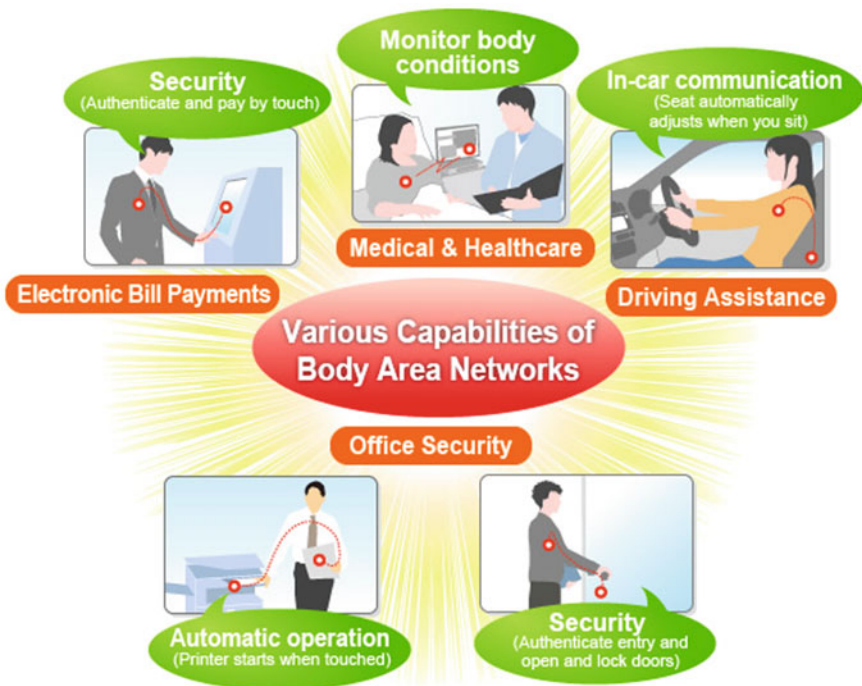 Security
(Authenticate and pay by touch)
Monitor body
conditions
In-car communication
(Seat automatically
adjusts when you sit)
Electronic Bill Payments
Medical & Healthcare
Driving Assistance
Various Capabilities of
Body Area Networks
Office Security
Automatic operation
(Printer starts when touched)
Security
(Authenticate entry and
open and lock doors)